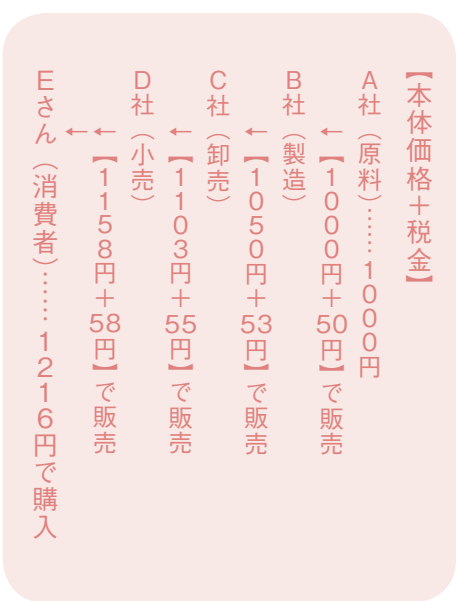 【本体価格＋税金】
A社（原料）……1000円
←【1000円＋50円】で販売
B社（製造）
←【1050円＋53円】で販売
C社（卸売）
←【1103円＋55円】で販売
D社（小売）
←【1158円＋58円】で販売
←
Eさん（消費者）……1216円で購入